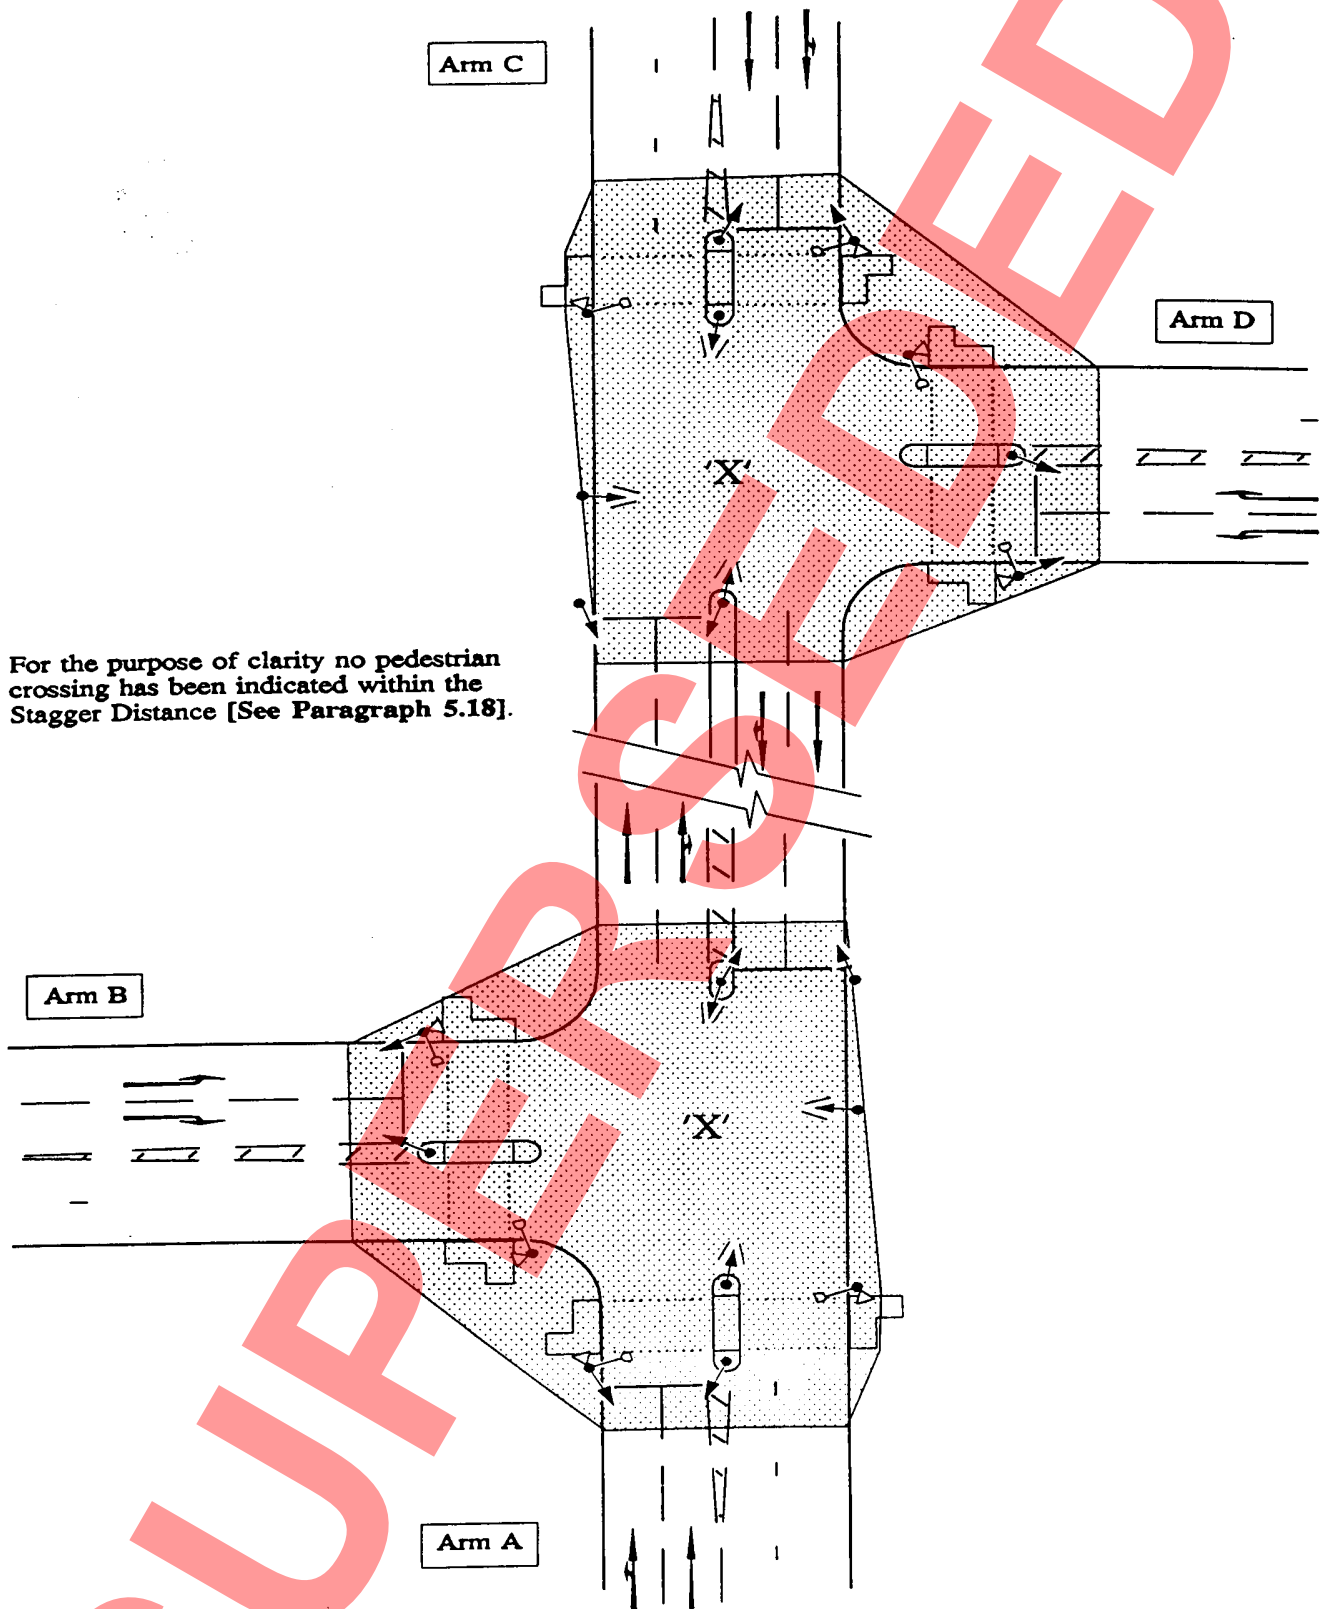 Arm C
Arm D
'X'
For the purpose of clarity no pedestrian
crossing has been indicated within the
Stagger Distance [See Paragraph 5.18].
Arm B
'X'
Arm A
SUPERSEDED